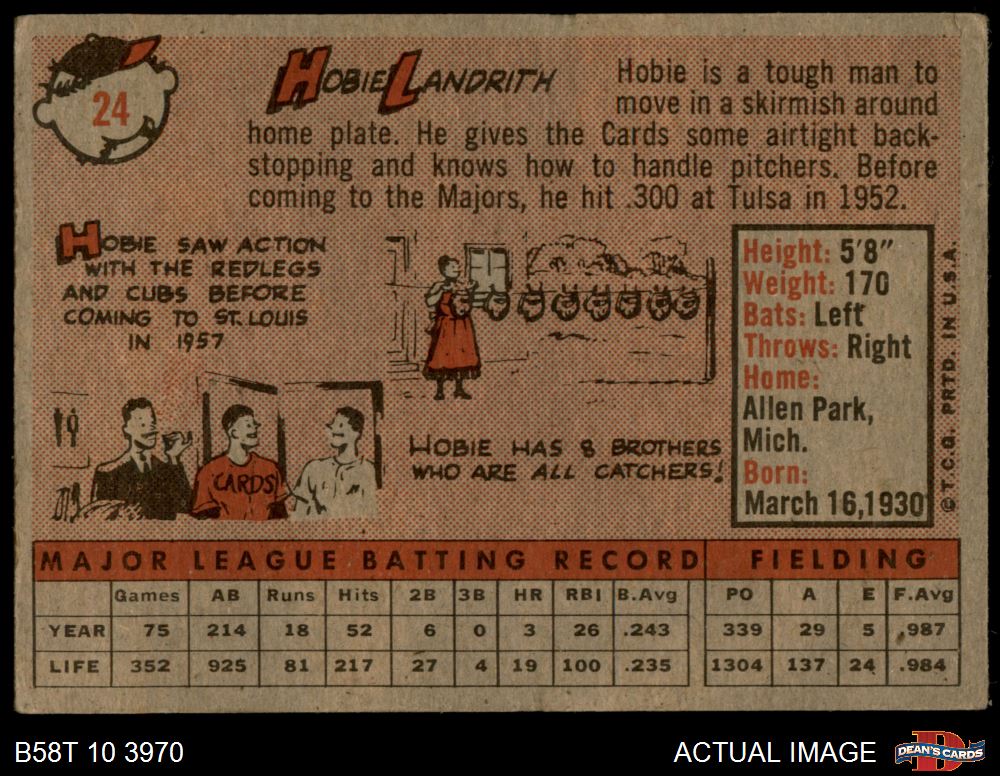 24
HOBIE LANDRITH
Hobie is a tough man to
move in a skirmish around
home plate. He gives the Cards some airtight back-
stopping and knows how to handle pitchers. Before
coming to the Majors, he hit .300 at Tulsa in 1952.
HOBIE SAW ACTION
WITH THE REDLEGS
AND CUBS BEFORE
COMING TO ST. LOUIS
IN 1957
CARDS
HOBIE HAS 8 BROTHERS
WHO ARE ALL CATCHERS!
Height: 5'8"
Weight: 170
Bats: Left
Throws: Right
Home:
Allen Park,
Mich.
Born:
March 16,1930
© T.C.G. PRTD. IN U.S.A.
MAJOR LEAGUE BATTING RECORD FIELDING
Games AB Runs Hits 2B 3B HR RBI B.Avg PO A E F.Avg
YEAR 75 214 18 52 6 0 3 26 .243 339 29 5 .987
LIFE 352 925 81 217 27 4 19 100 .235 1304 137 24 .984
B58T 10 3970
ACTUAL IMAGE
DEAN'S CARDS